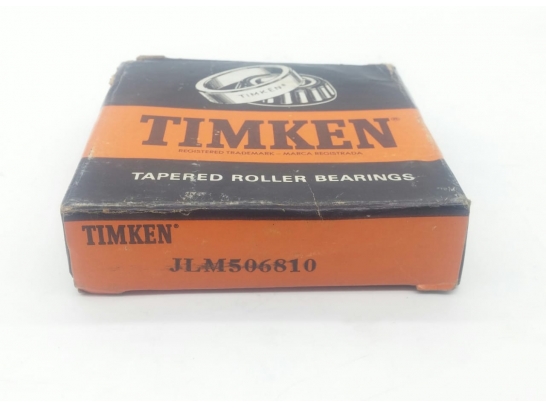 TIMKEN®
TIMKEN®
REGISTERED TRADEMARK - MARCA REGISTRADA
TAPERED ROLLER BEARINGS
TIMKEN®
JLM506810